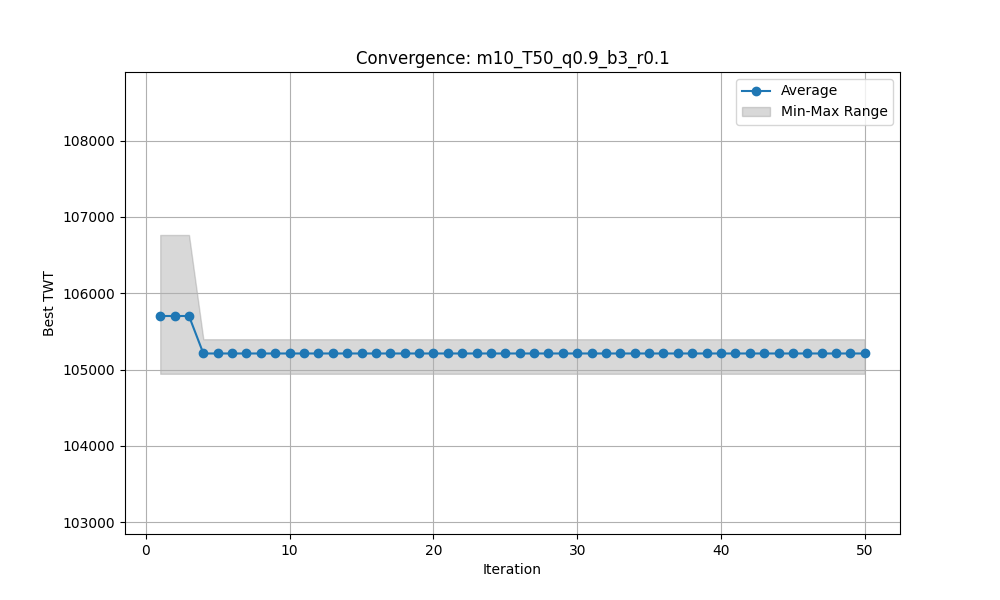 Convergence: m10_T50_q0.9_b3_r0.1
Average
Min-Max Range
108000
107000
106000
105000
104000
103000
Best TWT
0 10 20 30 40 50
Iteration